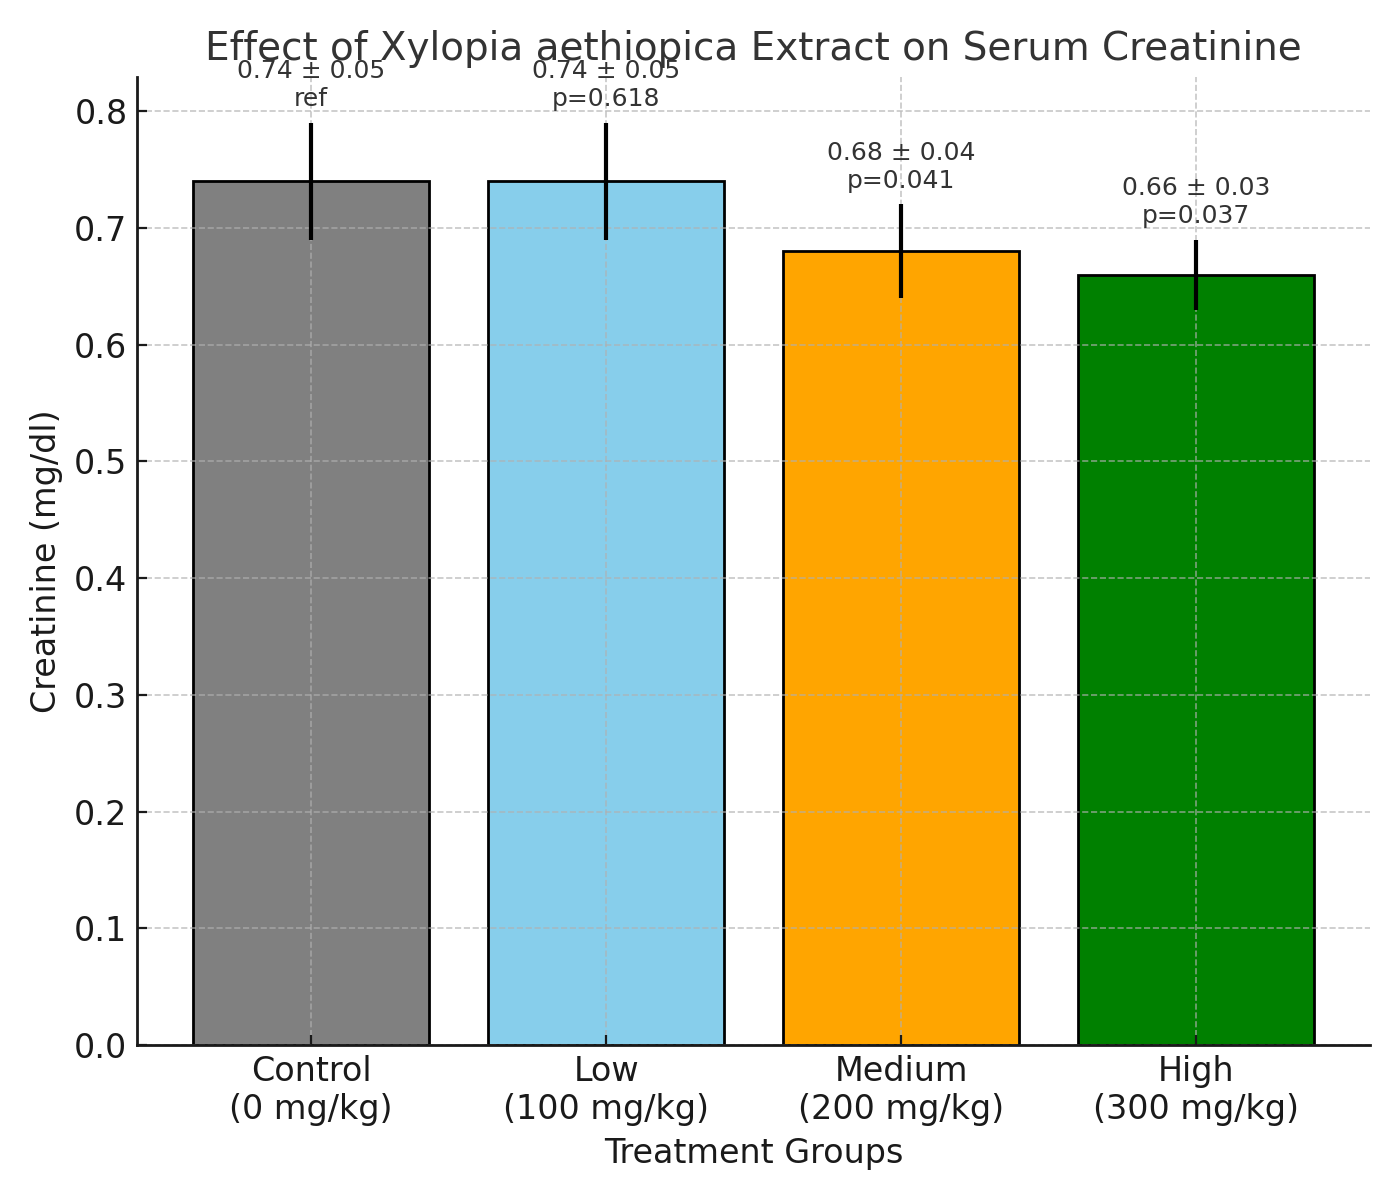 Effect of Xylopia aethiopica Extract on Serum Creatinine
0.74 ± 0.05
ref
0.74 ± 0.05
p=0.618
0.68 ± 0.04
p=0.041
0.66 ± 0.03
p=0.037
Creatinine (mg/dl)
0.8
0.7
0.6
0.5
0.4
0.3
0.2
0.1
0.0
Control
(0 mg/kg)
Low
(100 mg/kg)
Medium
(200 mg/kg)
High
(300 mg/kg)
Treatment Groups